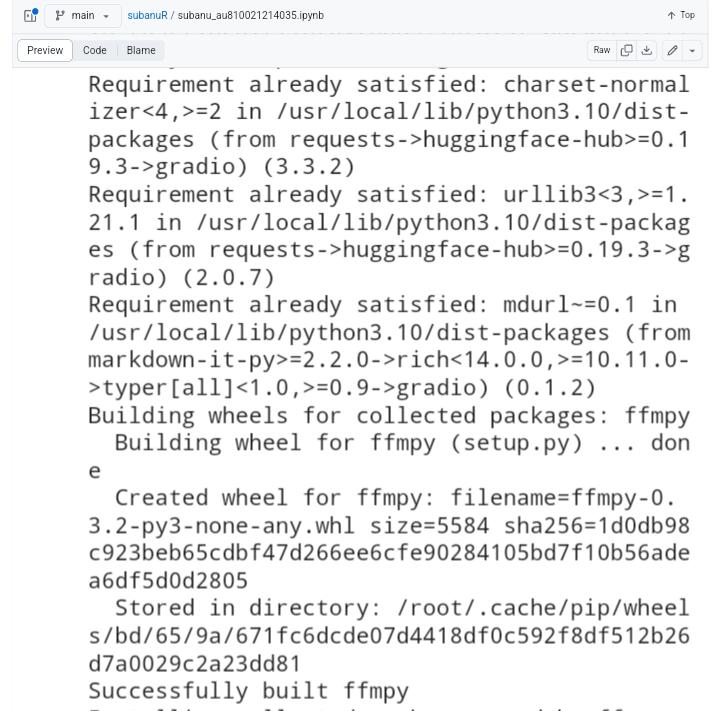 main
subanuR / subanu_au810021214035.ipynb
Top
Preview Code Blame
Raw
Requirement already satisfied: charset-normal
izer<4,>=2 in /usr/local/lib/python3.10/dist-
packages (from requests->huggingface-hub>=0.1
9.3->gradio) (3.3.2)
Requirement already satisfied: urllib3<3,>=1.
21.1 in /usr/local/lib/python3.10/dist-packag
es (from requests->huggingface-hub>=0.19.3->g
radio) (2.0.7)
Requirement already satisfied: mdurl~=0.1 in
/usr/local/lib/python3.10/dist-packages (from
markdown-it-py>=2.2.0->rich<14.0.0,>=10.11.0-
>typer[all]<1.0,>=0.9->gradio) (0.1.2)
Building wheels for collected packages: ffmpy
Building wheel for ffmpy (setup.py) ... don
e
Created wheel for ffmpy: filename=ffmpy-0.
3.2-py3-none-any.whl size=5584 sha256=1d0db98
c923beb65cdbf47d266ee6cfe90284105bd7f10b56ade
a6df5d0d2805
Stored in directory: /root/.cache/pip/wheel
s/bd/65/9a/671fc6dcde07d4418df0c592f8df512b26
d7a0029c2a23dd81
Successfully built ffmpy